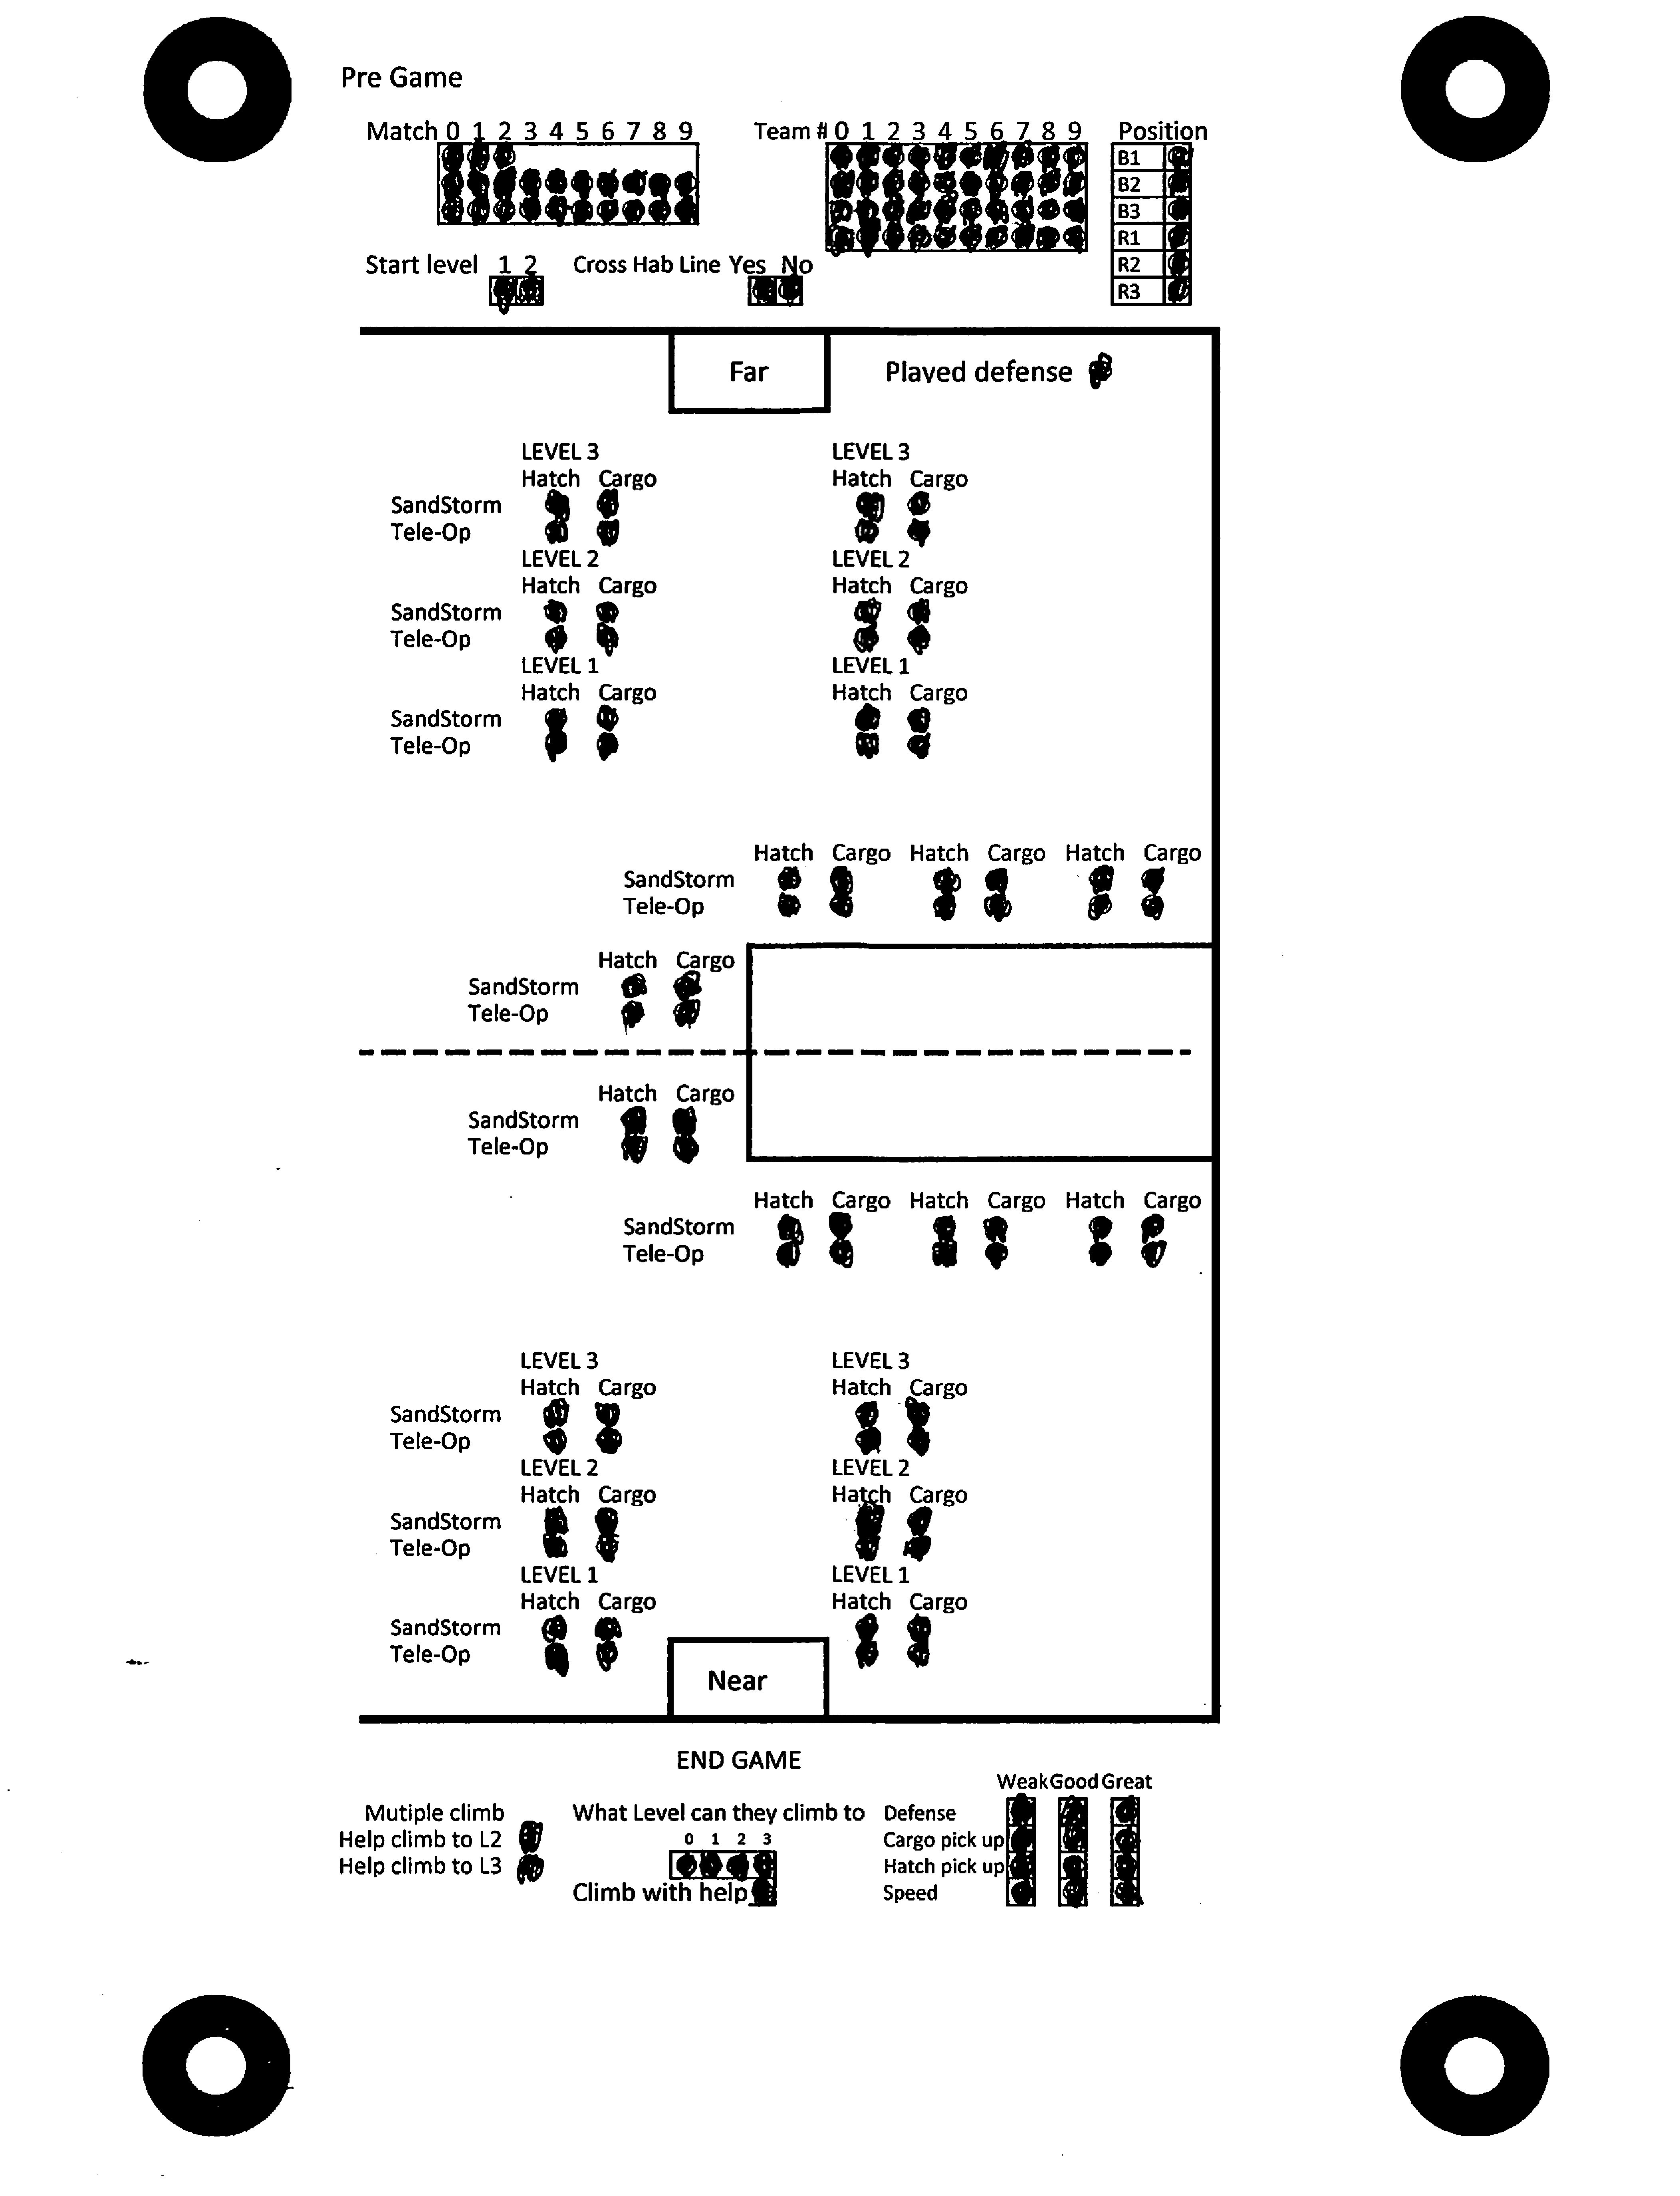 Pre Game
Match 0 1 2 3 4 5 6 7 8 9 Team # 0 1 2 3 4 5 6 7 8 9 Position
B1
B2
B3
R1
R2
R3
Start level 1 2 Cross Hab Line Yes No
Far Played defense
LEVEL 3 LEVEL 3
Hatch Cargo Hatch Cargo
SandStorm
Tele-Op
LEVEL 2 LEVEL 2
Hatch Cargo Hatch Cargo
SandStorm
Tele-Op
LEVEL 1 LEVEL 1
Hatch Cargo Hatch Cargo
SandStorm
Tele-Op
Hatch Cargo Hatch Cargo Hatch Cargo
SandStorm
Tele-Op
Hatch Cargo
SandStorm
Tele-Op
Hatch Cargo
SandStorm
Tele-Op
Hatch Cargo Hatch Cargo Hatch Cargo
SandStorm
Tele-Op
LEVEL 3 LEVEL 3
Hatch Cargo Hatch Cargo
SandStorm
Tele-Op
LEVEL 2 LEVEL 2
Hatch Cargo Hatch Cargo
SandStorm
Tele-Op
LEVEL 1 LEVEL 1
Hatch Cargo Hatch Cargo
SandStorm
Tele-Op
Near
END GAME
Weak Good Great
Mutiple climb What Level can they climb to Defense
Help climb to L2 0 1 2 3 Cargo pick up
Help climb to L3 Hatch pick up
Climb with help Speed